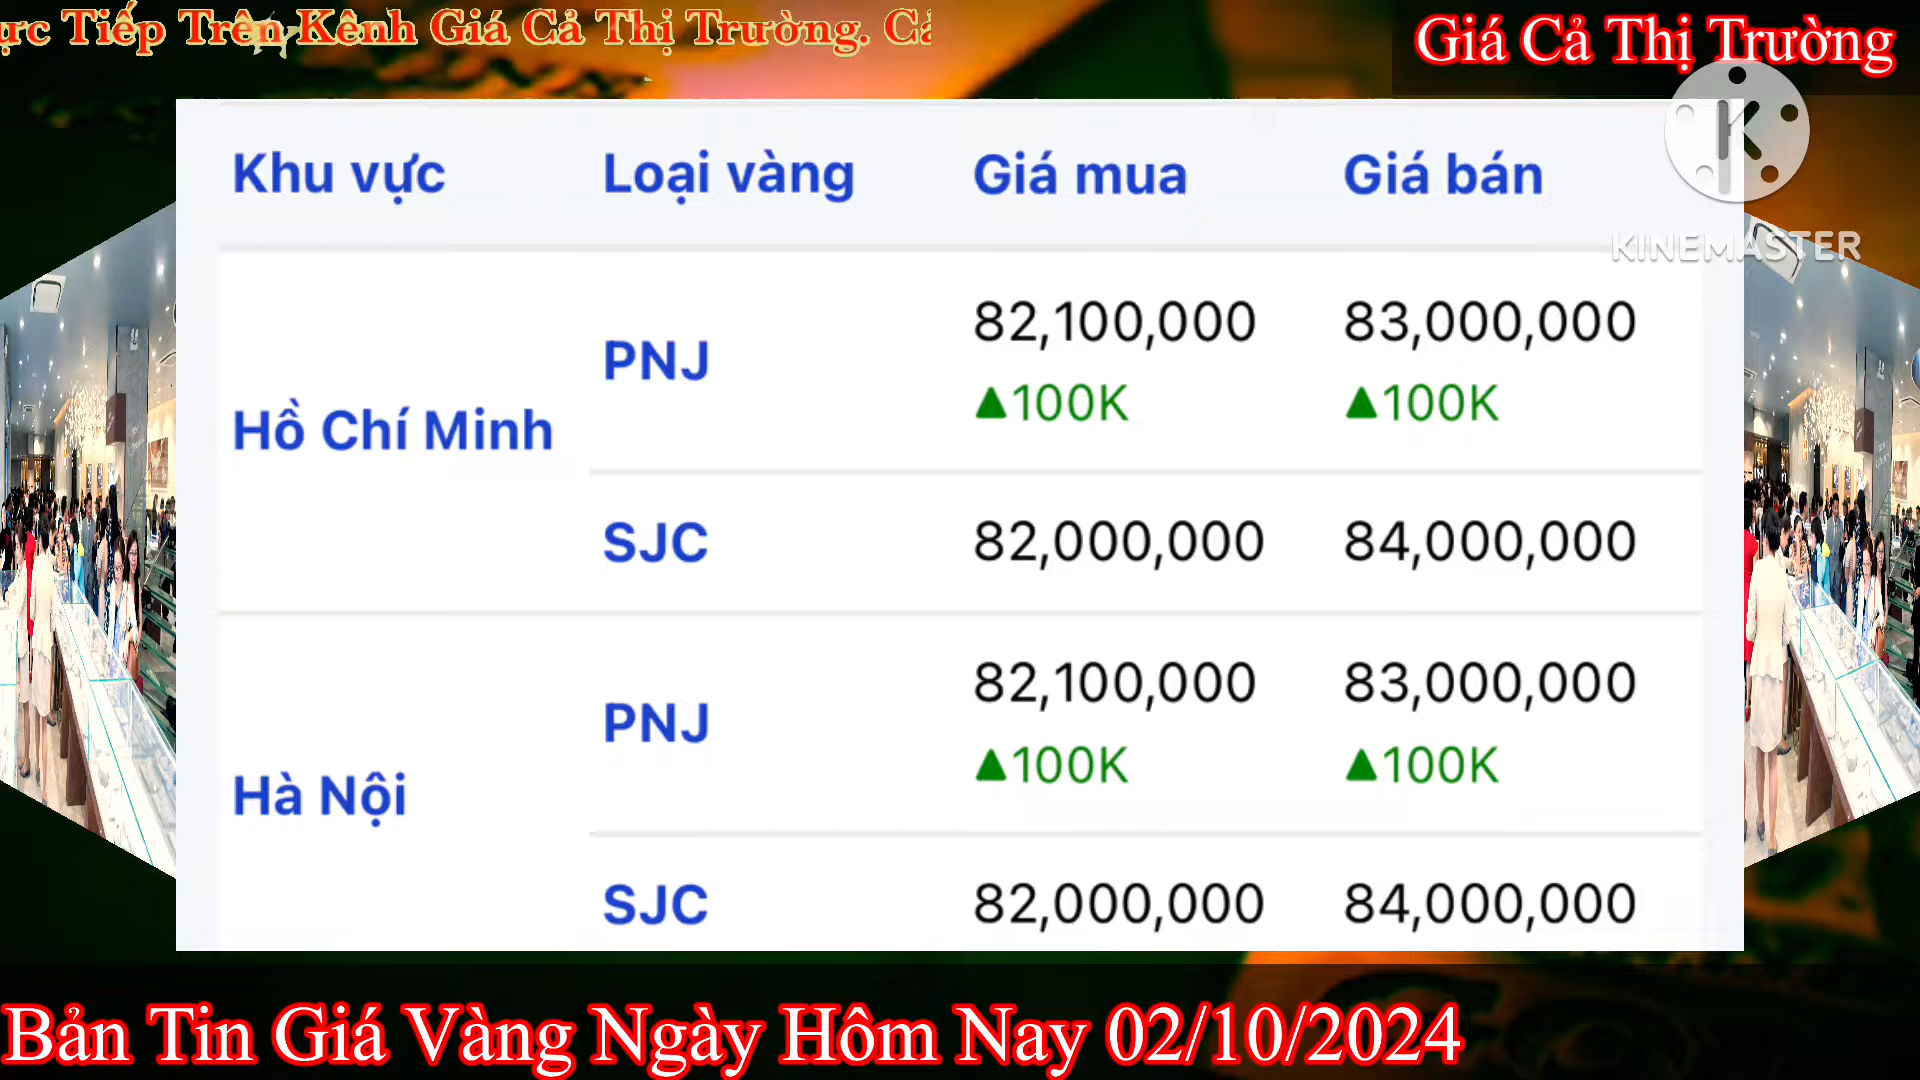 Tiếp Trên Kênh Giá Cả Thị Trường.
Giá Cả Thị Trường
KINEMASTER
Khu vực Loại vàng Giá mua Giá bán
Hồ Chí Minh PNJ 82,100,000 83,000,000
▲100K ▲100K
SJC 82,000,000 84,000,000
Hà Nội PNJ 82,100,000 83,000,000
▲100K ▲100K
SJC 82,000,000 84,000,000
Bản Tin Giá Vàng Ngày Hôm Nay 02/10/2024